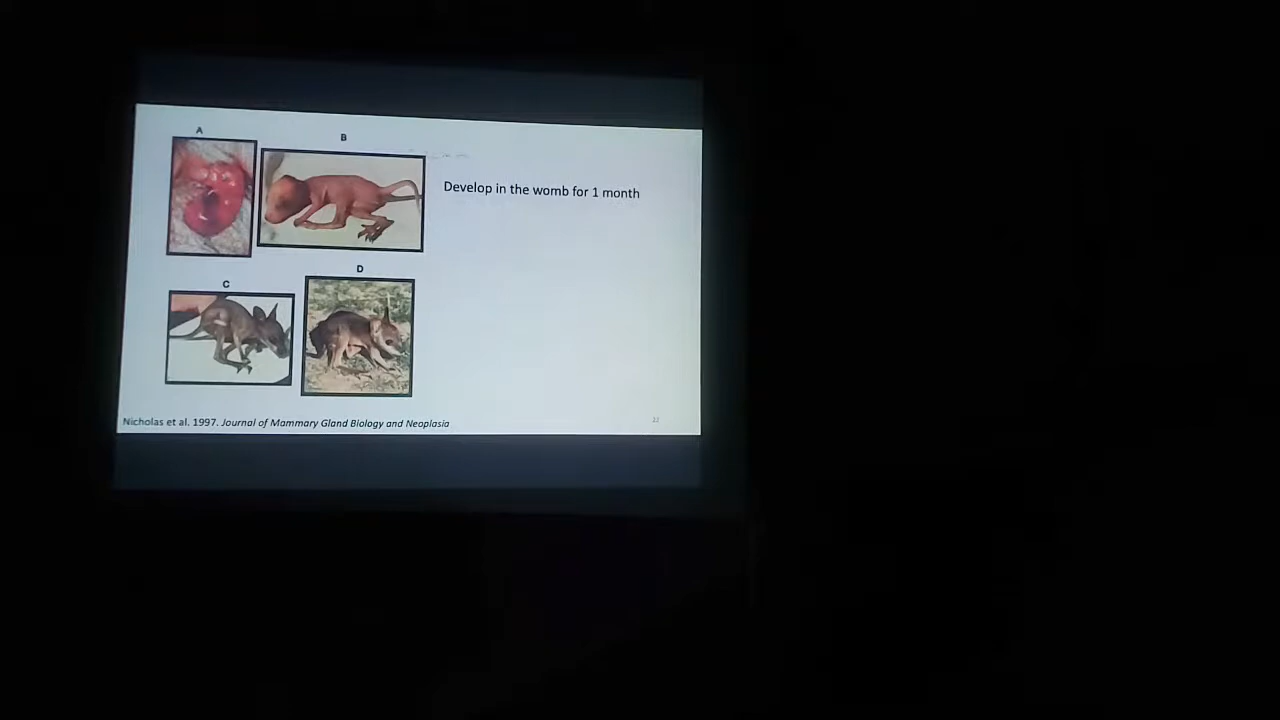 A
B
Develop in the womb for 1 month
C
D
Nicholas et al. 1997. Journal of Mammary Gland Biology and Neoplasia